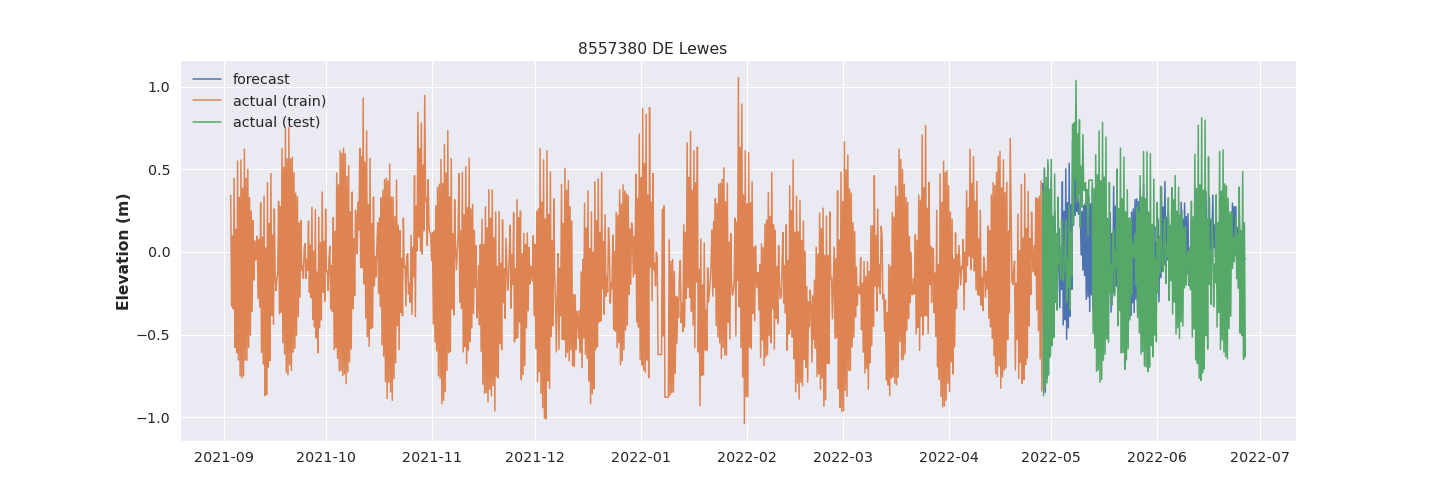 8557380 DE Lewes
forecast
actual (train)
actual (test)
Elevation (m)
1.0
0.5
0.0
−0.5
−1.0
2021-09 2021-10 2021-11 2021-12 2022-01 2022-02 2022-03 2022-04 2022-05 2022-06 2022-07